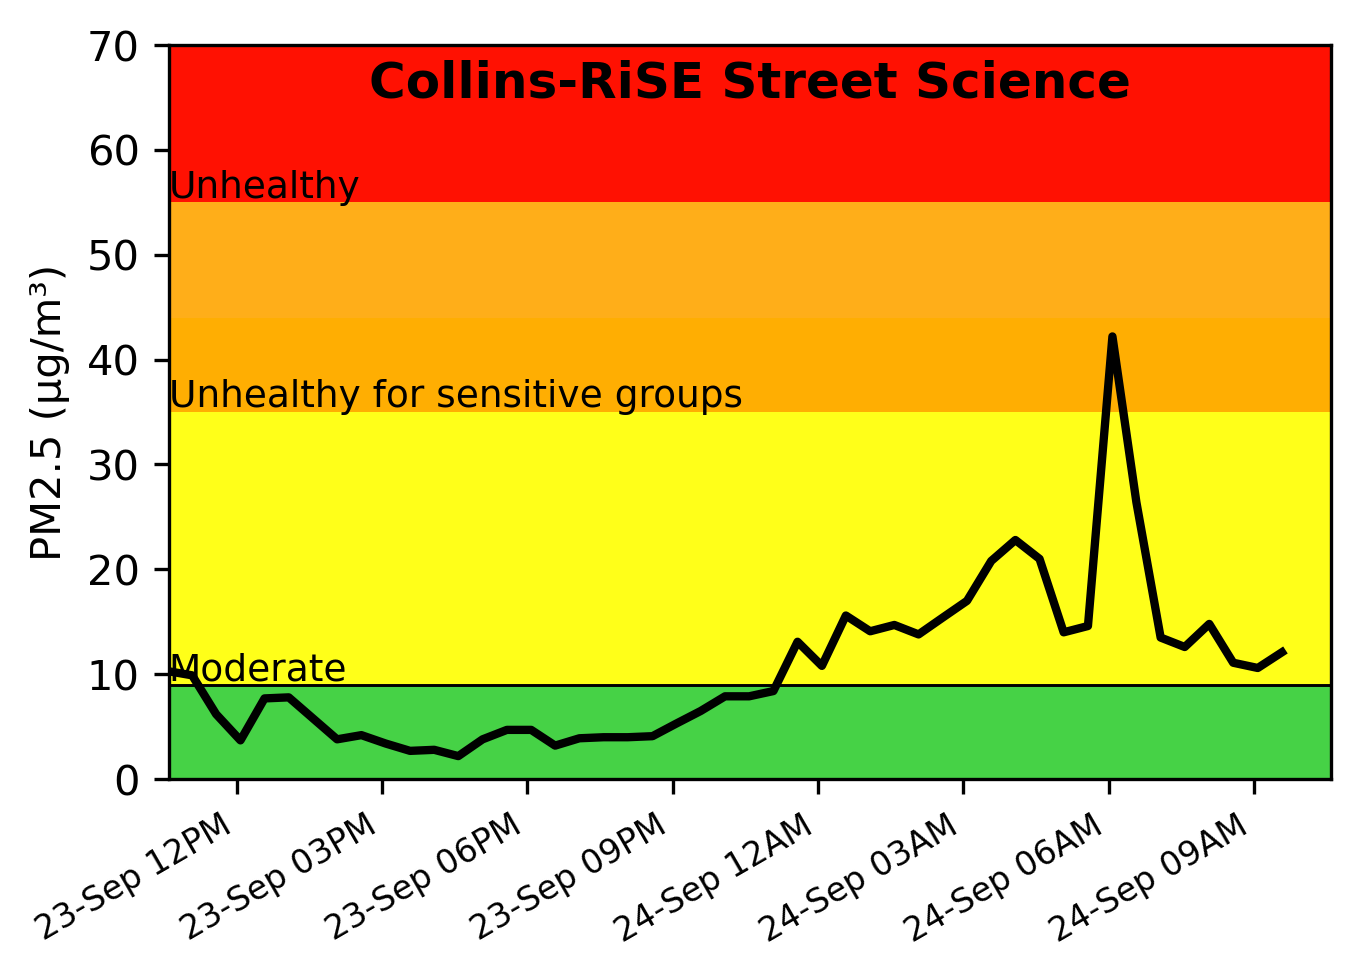 Collins-RiSE Street Science
PM2.5 (µg/m³)
70
60
50
40
30
20
10
0
Unhealthy
Unhealthy for sensitive groups
Moderate
23-Sep 12PM
23-Sep 03PM
23-Sep 06PM
23-Sep 09PM
24-Sep 12AM
24-Sep 03AM
24-Sep 06AM
24-Sep 09AM